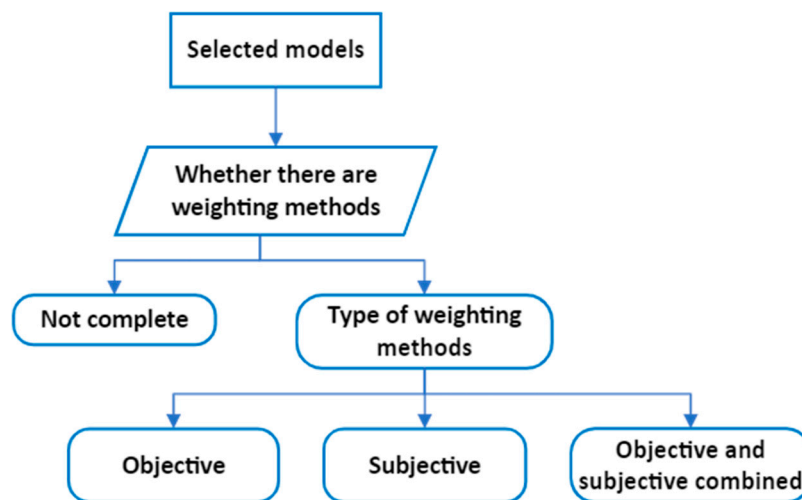 Selected models
Whether there are
weighting methods
Not complete
Type of weighting
methods
Objective
Subjective
Objective and
subjective combined